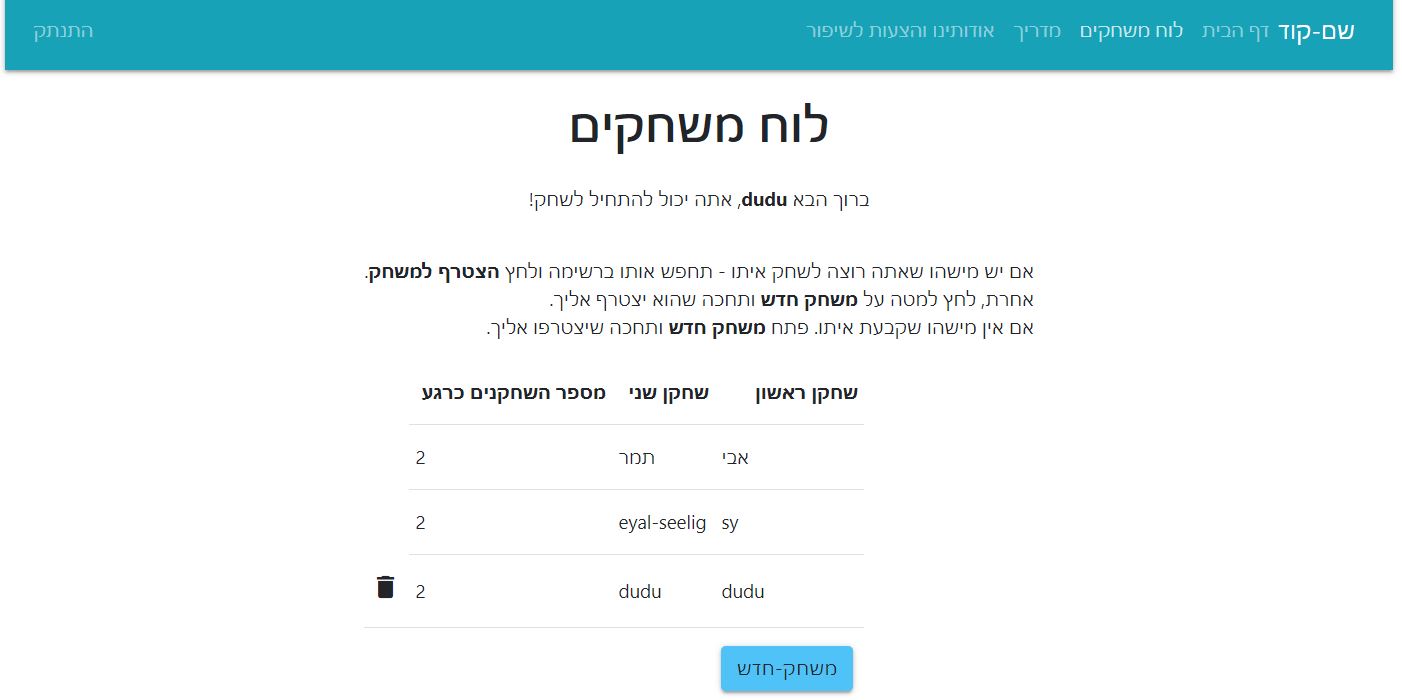 שם-קוד דף הבית לוח משחקים מדריך אודותינו והצעות לשיפור התנתק
לוח משחקים
ברוך הבא dudu, אתה יכול להתחיל לשחק!
אם יש מישהו שאתה רוצה לשחק איתו - תחפש אותו ברשימה ולחץ הצטרף למשחק.
אחרת, לחץ למטה על משחק חדש ותחכה שהוא יצטרף אליך.
אם אין מישהו שקבעת איתו. פתח משחק חדש ותחכה שיצטרפו אליך.
שחקן ראשון שחקן שני מספר השחקנים כרגע
אבי תמר 2
sy eyal-seelig 2
dudu dudu 2
משחק-חדש